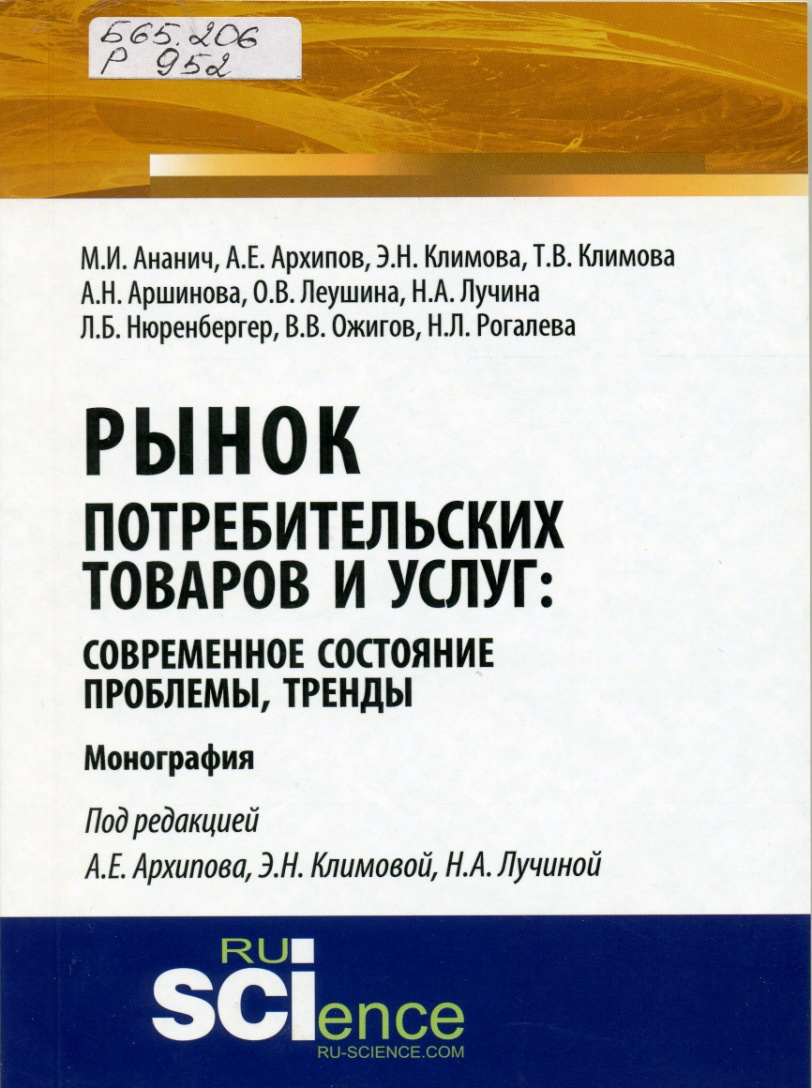 Б65.206
Р 952
М.И. Ананич, А.Е. Архипов, Э.Н. Климова, Т.В. Климова
А.Н. Аршинова, О.В. Леушина, Н.А. Лучина
Л.Б. Нюренбергер, В.В. Ожигов, Н.Л. Рогалева
РЫНОК
ПОТРЕБИТЕЛЬСКИХ
ТОВАРОВ И УСЛУГ:
СОВРЕМЕННОЕ СОСТОЯНИЕ
ПРОБЛЕМЫ, ТРЕНДЫ
Монография
Под редакцией
А.Е. Архипова, Э.Н. Климовой, Н.А. Лучиной
RU
science
RU-SCIENCE.COM